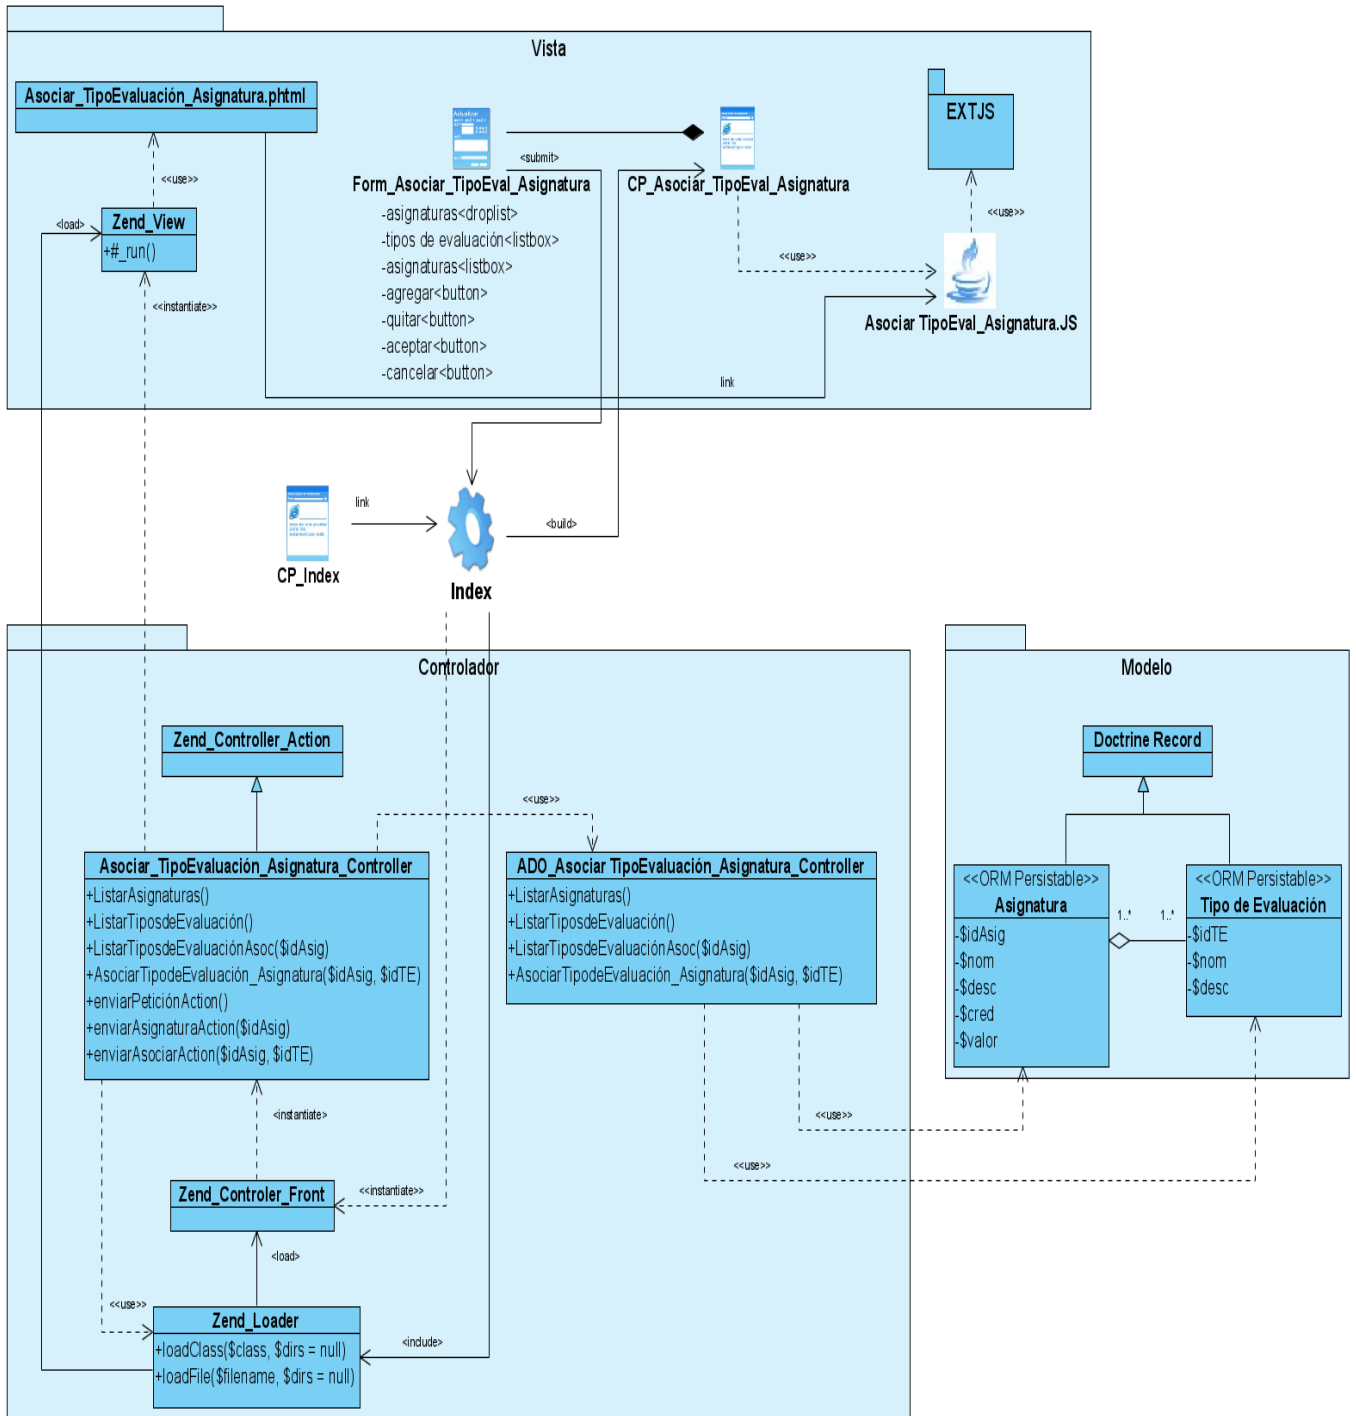 Vista
Asociar_TipoEvaluación_Asignatura.phtml
EXTJS
<submit>
Form_Asociar_TipoEval_Asignatura
CP_Asociar_TipoEval_Asignatura
<<use>>
-asignaturas<droplist>
-tipos de evaluación<listbox>
-asignaturas<listbox>
-agregar<button>
-quitar<button>
-aceptar<button>
-cancelar<button>
<load>
Zend_View
+#_run()
<<use>>
<<use>>
<<instantiate>>
Asociar TipoEval_Asignatura.JS
link
link
CP_Index
<build>
Index
Controlador
Modelo
Zend_Controller_Action
Doctrine Record
<<use>>
Asociar_TipoEvaluación_Asignatura_Controller
+ListarAsignaturas()
+ListarTiposdeEvaluación()
+ListarTiposdeEvaluaciónAsoc($idAsig)
+AsociarTipodeEvaluación_Asignatura($idAsig, $idTE)
+enviarPeticiónAction()
+enviarAsignaturaAction($idAsig)
+enviarAsociarAction($idAsig, $idTE)
ADO_Asociar TipoEvaluación_Asignatura_Controller
+ListarAsignaturas()
+ListarTiposdeEvaluación()
+ListarTiposdeEvaluaciónAsoc($idAsig)
+AsociarTipodeEvaluación_Asignatura($idAsig, $idTE)
<<ORM Persistable>>
Asignatura
-$idAsig
-$nom
-$desc
-$cred
-$valor
1..*
1..*
<<ORM Persistable>>
Tipo de Evaluación
-$idTE
-$nom
-$desc
<instantiate>
<<use>>
<<use>>
Zend_Controler_Front
<<instantiate>>
<load>
<<use>>
Zend_Loader
+loadClass($class, $dirs = null)
+loadFile($filename, $dirs = null)
<include>